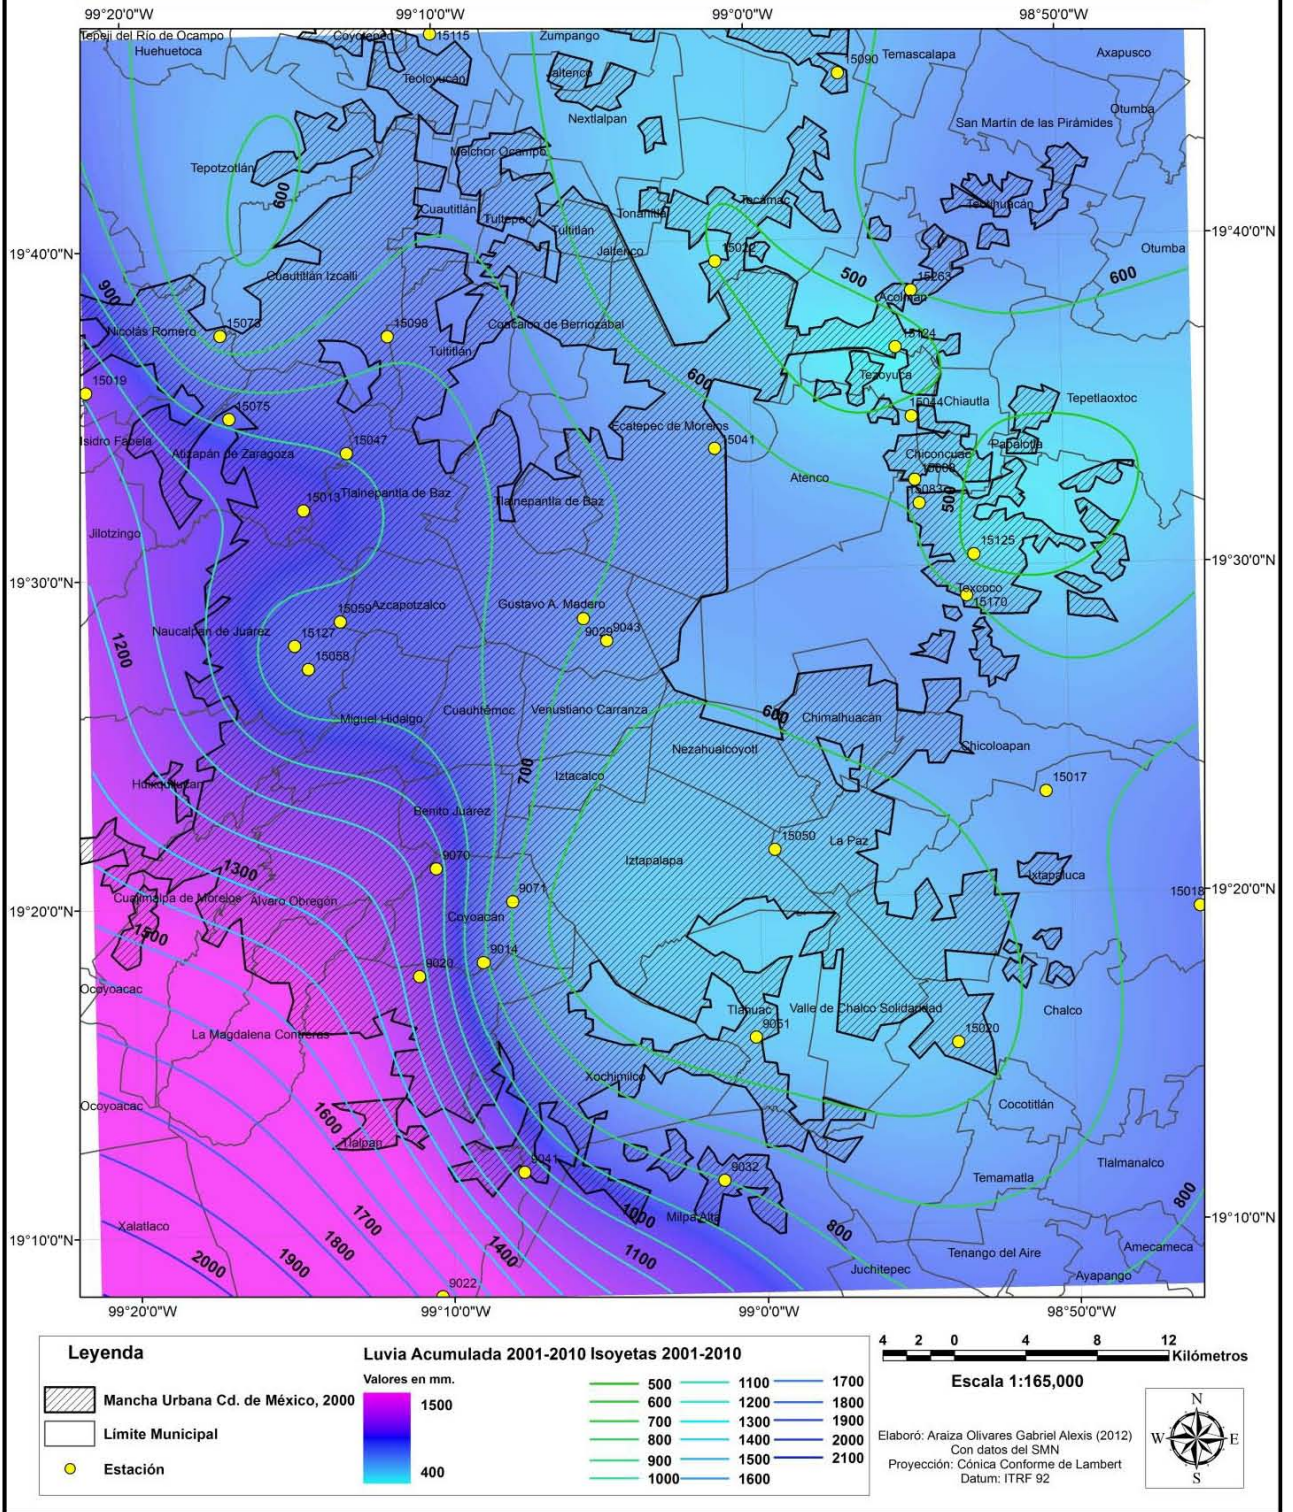 99°20'0"W 99°10'0"W 99°0'0"W 98°50'0"W
Tepeji del Río de Ocampo
Coyotepec
15115
Zumpango
Huehuetoca
Teoloyucán
Jaltenco
15090
Temascalapa
Axapusco
Nextlalpan
Otumba
San Martín de las Pirámides
Melchor Ocampo
Tepotzotlán
600
Cuautitlán
Tultepec
Tonanitla
Tecámac
Teotihuacán
Tultitlán
Jaltenco
15022
Otumba
19°40'0"N
19°40'0"N
Cuautitlán Izcalli
500
15263
600
Acolman
900
Nicolás Romero
15073
15098
Coacalco de Berriozábal
15124
Tultitlán
600
Tezoyuca
15019
15075
15044
Chiautla
Tepetlaoxtoc
Isidro Fabela
Atizapán de Zaragoza
15047
Ecatepec de Morelos
15041
Papalotla
Chiconcuac
Atenco
15013
Tlalnepantla de Baz
Tlalnepantla de Baz
15083
500
Jilotzingo
15125
19°30'0"N
19°30'0"N
Texcoco
15170
15059
Azcapotzalco
Gustavo A. Madero
9029
9043
Naucalpan de Juárez
15127
1200
15058
Miguel Hidalgo
Cuauhtémoc
Venustiano Carranza
600
Chimalhuacán
Nezahualcoyotl
Chicoloapan
700
Iztacalco
15017
Huixquilucan
Benito Juárez
15050
La Paz
9070
Iztapalapa
1300
Ixtapaluca
15018
Cuajimalpa de Morelos
Alvaro Obregón
9071
19°20'0"N
19°20'0"N
Coyoacán
1500
9020
9014
Ocoyoacac
La Magdalena Contreras
Tlahuac
Valle de Chalco Solidaridad
Chalco
9051
15020
Xochimilco
Ocoyoacac
1600
Cocotitlán
Tlalpan
9041
9032
Tlalmanalco
Temamatla
800
1000
Milpa Alta
Xalatlaco
1700
800
19°10'0"N
19°10'0"N
1800
1400
1100
Tenango del Aire
Amecameca
1900
2000
Juchitepec
Ayapango
9022
99°20'0"W 99°10'0"W 99°0'0"W 98°50'0"W
Leyenda
Mancha Urbana Cd. de México, 2000
Límite Municipal
Estación
Luvia Acumulada 2001-2010
Valores en mm.
1500
400
Isoyetas 2001-2010
500 1100 1700
600 1200 1800
700 1300 1900
800 1400 2000
900 1500 2100
1000 1600
4 2 0 4 8 12
Kilómetros
Escala 1:165,000
Elaboró: Araiza Olivares Gabriel Alexis (2012)
Con datos del SMN
Proyección: Cónica Conforme de Lambert
Datum: ITRF 92
N
W E
S